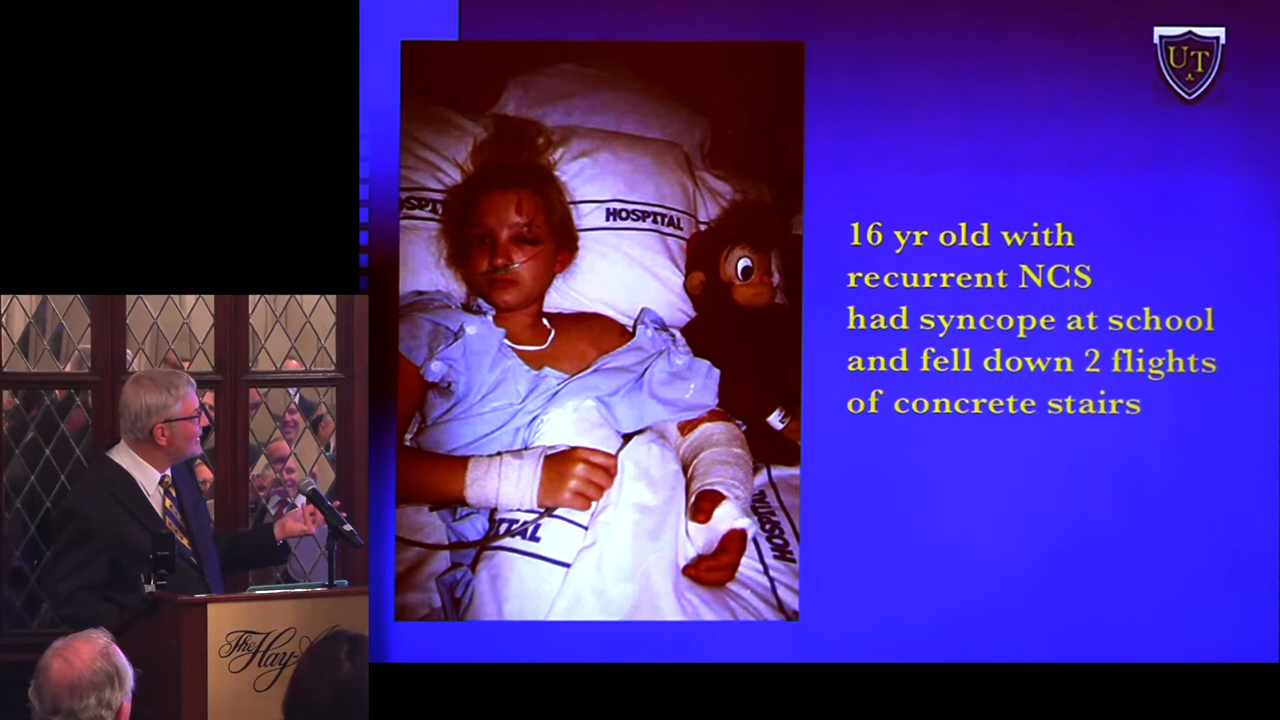 UT
16 yr old with
recurrent NCS
had syncope at school
and fell down 2 flights
of concrete stairs
HOSPITAL
HOSPITAL
The Hay-